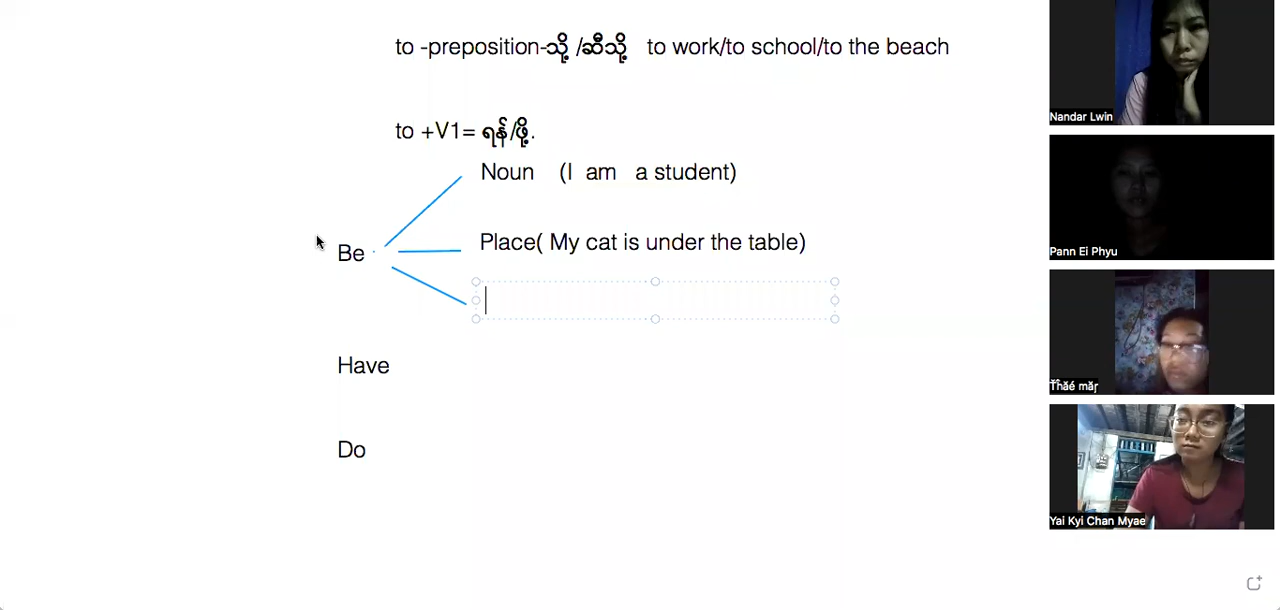 to -preposition-သို့ /ဆီသို့ to work/to school/to the beach
to +V1= ရန်/ဖို့.
Noun (I am a student)
Be
Place( My cat is under the table)
Have
Do
Nandar Lwin
Pann Ei Phyu
Yai Kyi Chan Myae